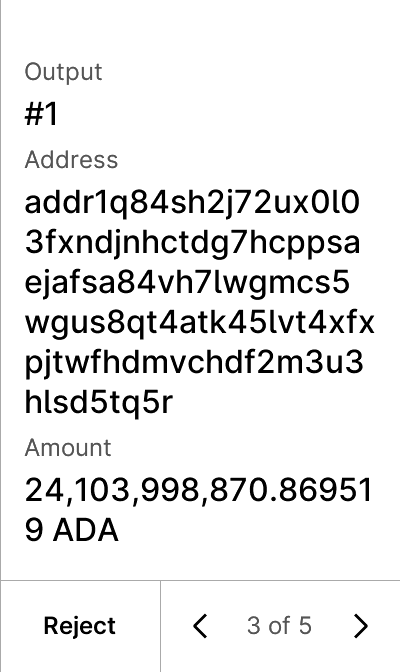 Output
#1
Address
addr1q84sh2j72ux0l0
3fxndjnhctdg7hcppsa
ejafsa84vh7lwgmcs5
wgus8qt4atk45lvt4xfx
pjtwfhdmvchdf2m3u3
hlsd5tq5r
Amount
24,103,998,870.86951
9 ADA
Reject
3 of 5